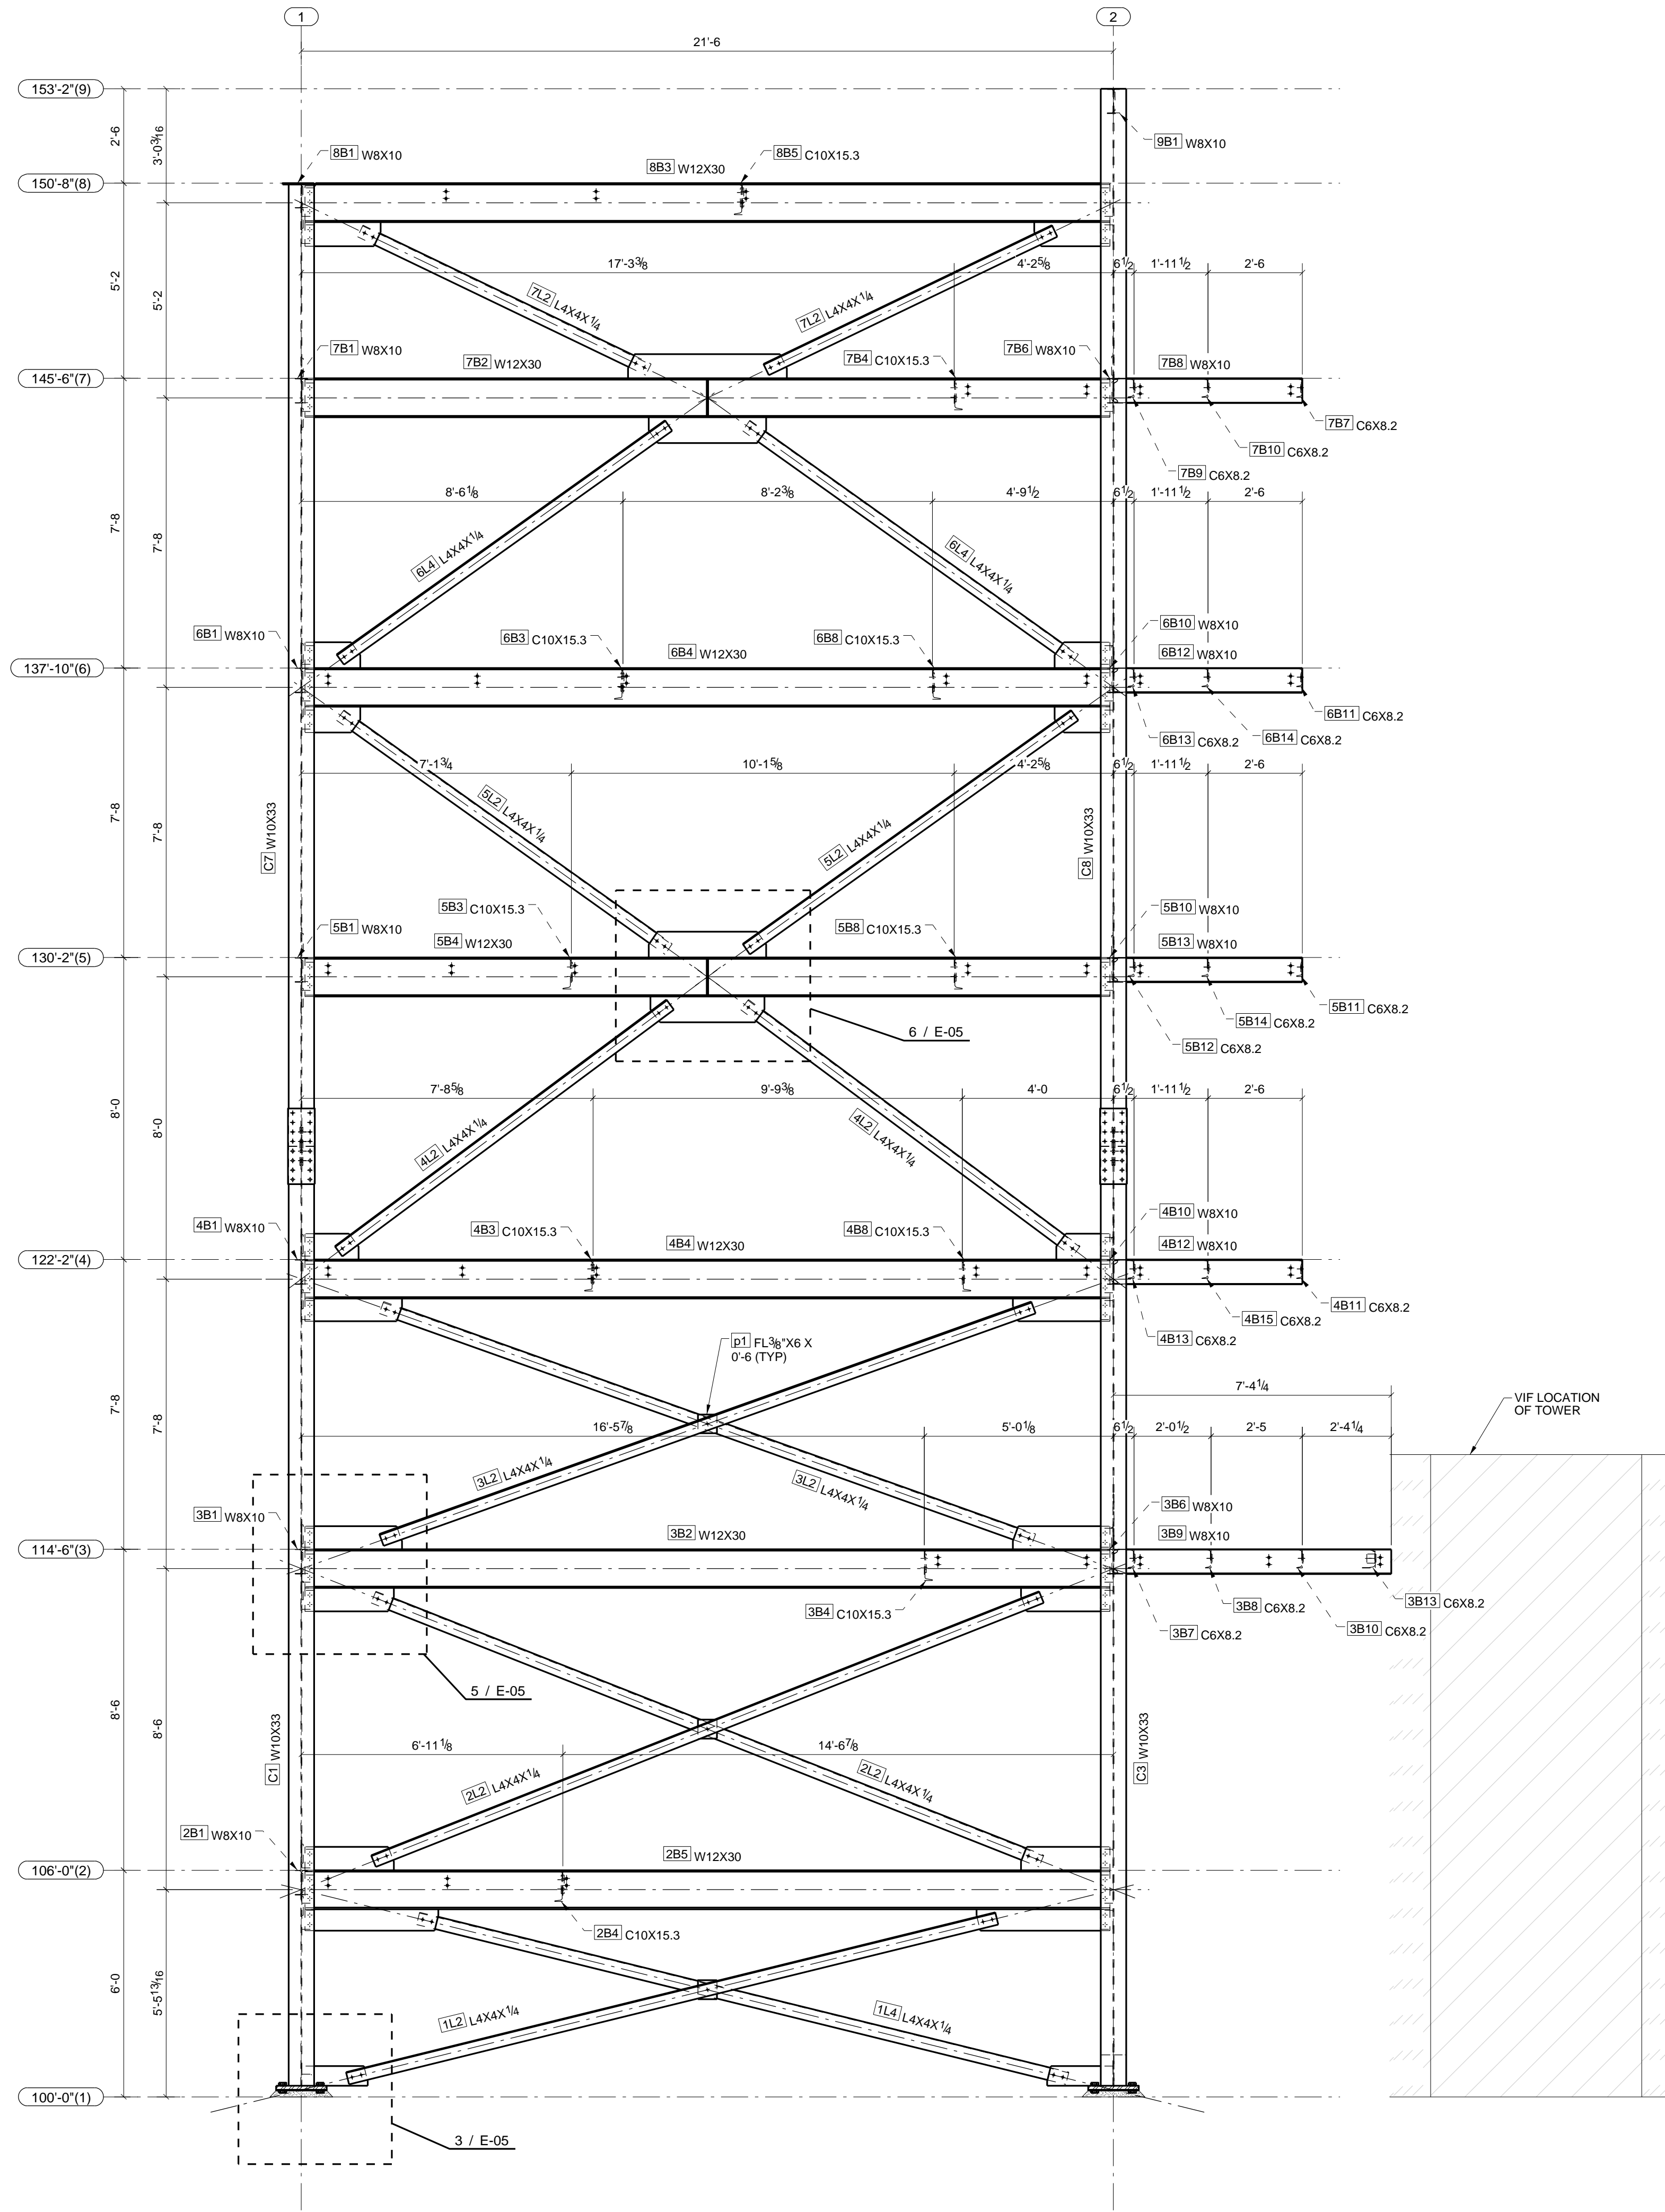 1
2
21'-6
153'-2"(9)
2'-6
3'-0 3/16
9B1 W8X10
8B1 W8X10
8B3 W12X30
8B5 C10X15.3
150'-8"(8)
5'-2
5'-2
17'-3 3/8
4'-2 5/8
6 1/2
1'-11 1/2
2'-6
7L2 L4X4X1/4
7L2 L4X4X1/4
7B1 W8X10
7B2 W12X30
7B4 C10X15.3
7B6 W8X10
7B8 W8X10
145'-6"(7)
7B7 C6X8.2
7B10 C6X8.2
7B9 C6X8.2
7'-8
7'-8
8'-6 1/8
8'-2 3/8
4'-9 1/2
6 1/2
1'-11 1/2
2'-6
6L4 L4X4X1/4
6L4 L4X4X1/4
6B1 W8X10
6B3 C10X15.3
6B4 W12X30
6B8 C10X15.3
6B10 W8X10
6B12 W8X10
137'-10"(6)
6B11 C6X8.2
6B13 C6X8.2
6B14 C6X8.2
7'-8
7'-8
7'-1 3/4
10'-1 5/8
4'-2 5/8
6 1/2
1'-11 1/2
2'-6
5L2 L4X4X1/4
5L2 L4X4X1/4
C7 W10X33
C8 W10X33
5B1 W8X10
5B3 C10X15.3
5B4 W12X30
5B8 C10X15.3
5B10 W8X10
5B13 W8X10
130'-2"(5)
5B11 C6X8.2
5B14 C6X8.2
5B12 C6X8.2
6 / E-05
8'-0
8'-0
7'-8 5/8
9'-9 3/8
4'-0
6 1/2
1'-11 1/2
2'-6
4L2 L4X4X1/4
4L2 L4X4X1/4
4B1 W8X10
4B3 C10X15.3
4B4 W12X30
4B8 C10X15.3
4B10 W8X10
4B12 W8X10
122'-2"(4)
4B11 C6X8.2
4B15 C6X8.2
4B13 C6X8.2
p1 FL3/8"X6 X
0'-6 (TYP)
7'-8
7'-8
7'-4 1/4
VIF LOCATION
OF TOWER
16'-5 7/8
5'-0 1/8
6 1/2
2'-0 1/2
2'-5
2'-4 1/4
3L2 L4X4X1/4
3L2 L4X4X1/4
3B1 W8X10
3B2 W12X30
3B6 W8X10
3B9 W8X10
114'-6"(3)
3B4 C10X15.3
3B7 C6X8.2
3B8 C6X8.2
3B10 C6X8.2
3B13 C6X8.2
5 / E-05
8'-6
8'-6
6'-11 1/8
14'-6 7/8
C1 W10X33
C3 W10X33
2L2 L4X4X1/4
2L2 L4X4X1/4
2B1 W8X10
2B5 W12X30
106'-0"(2)
2B4 C10X15.3
6'-0
5'-5 13/16
1L2 L4X4X1/4
1L4 L4X4X1/4
100'-0"(1)
3 / E-05